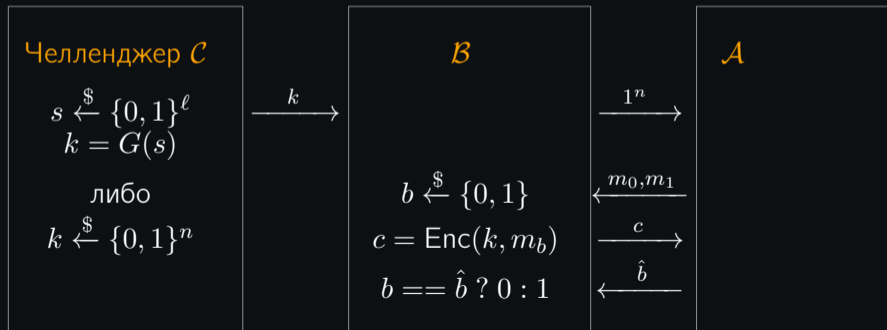 Челленджер 𝒞
s ←$ {0,1}^ℓ
k = G(s)
либо
k ←$ {0,1}^n
k
ℬ
b ←$ {0,1}
c = Enc(k, m_b)
b == b̂ ? 0 : 1
1^n
m_0,m_1
c
b̂
𝒜